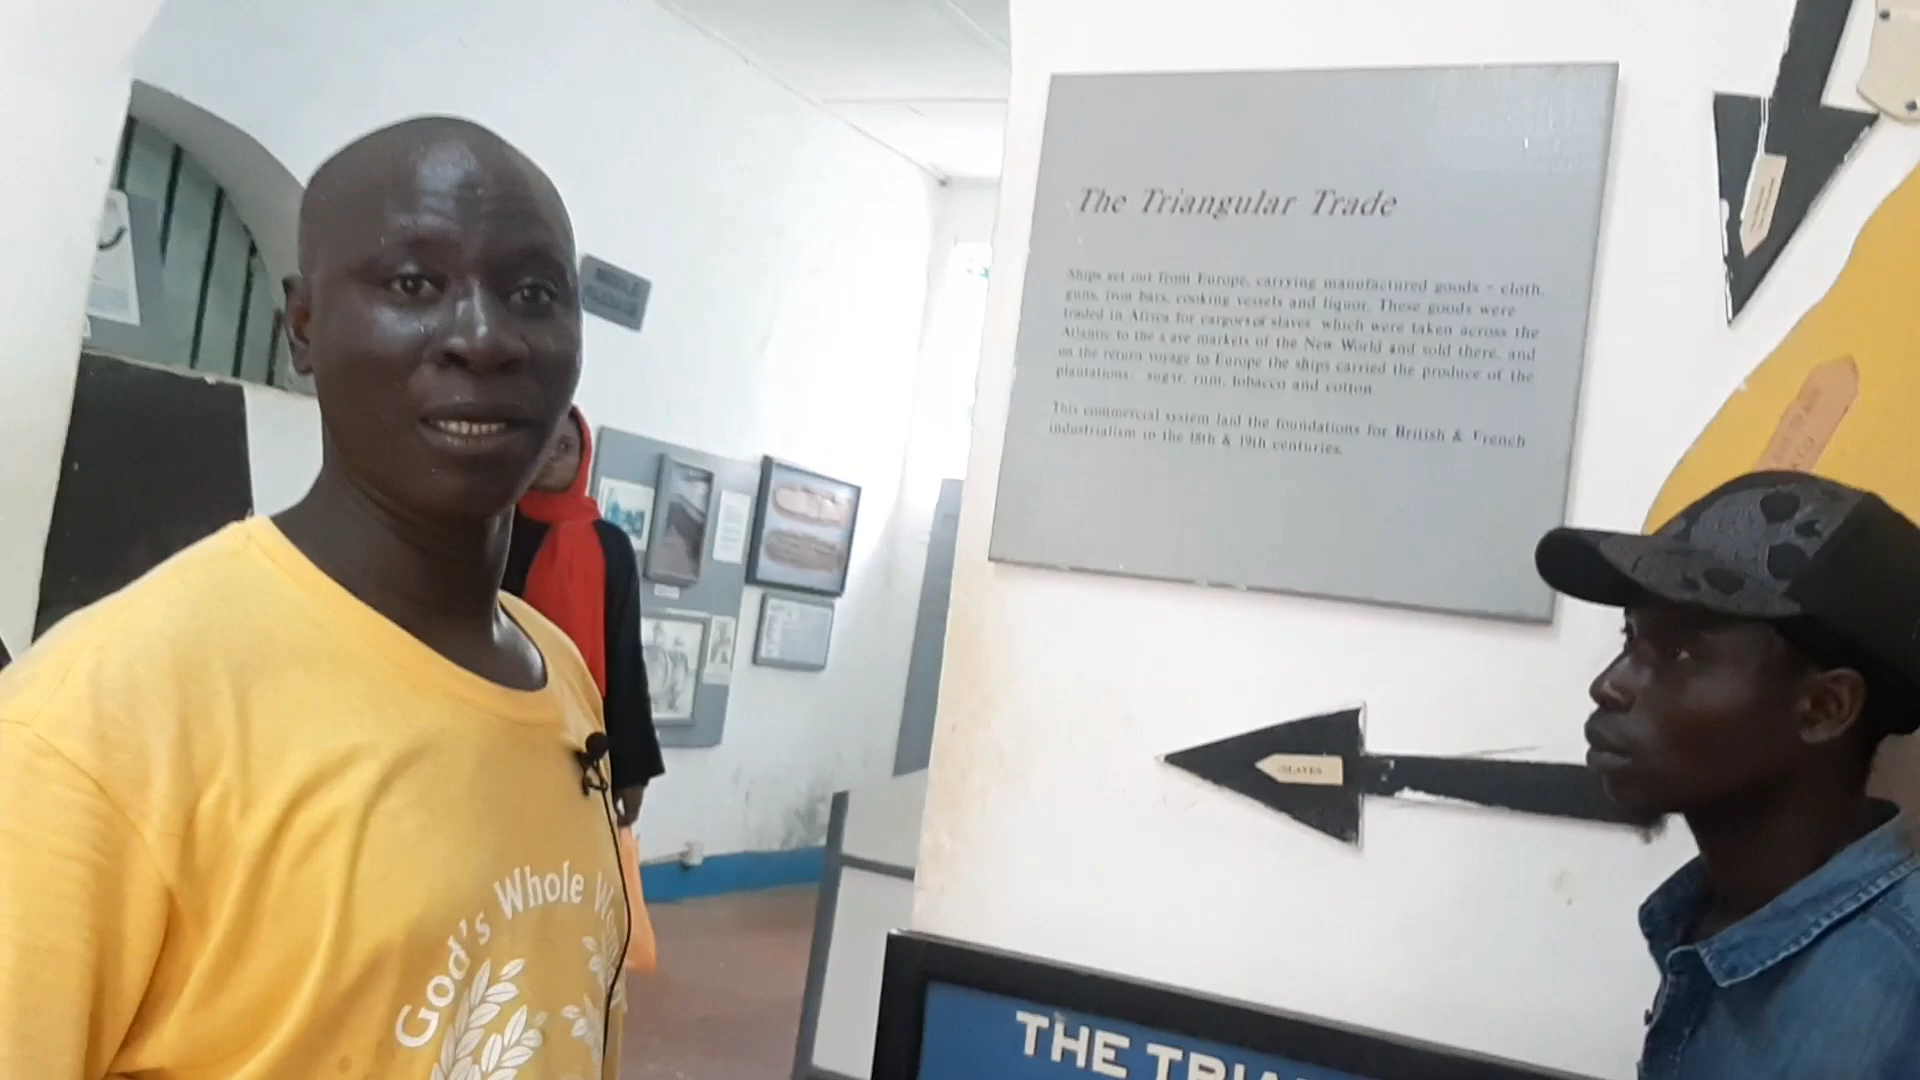 The Triangular Trade
Ships set out from Europe, carrying manufactured goods - cloth,
guns, iron bars, cooking vessels and liquor. These goods were
traded in Africa for cargoes of slaves which were taken across the
Atlantic to the s ave markets of the New World and sold there, and
on the return voyage to Europe the ships carried the produce of the
plantations: sugar, rum, tobacco and cotton.
This commercial system laid the foundations for British & French
industrialism in the 18th & 19th centuries.
SLAVES
God's Whole
THE TRIA